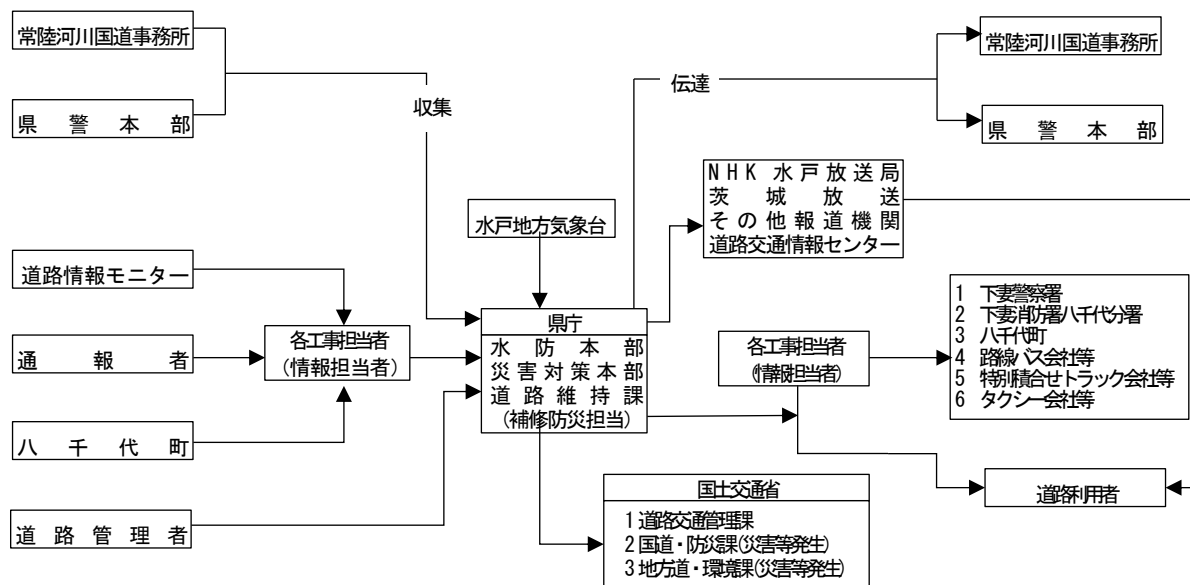 常陸河川国道事務所
県警本部
収集
道路情報モニター
通報者
八千代町
道路管理者
各工事担当者
(情報担当者)
水戸地方気象台
県庁
水防本部
災害対策本部
道路維持課
(補修防災担当)
伝達
常陸河川国道事務所
県警本部
NHK水戸放送局
茨城放送
その他報道機関
道路交通情報センター
各工事担当者
(情報担当者)
1 下妻警察署
2 下妻消防署八千代分署
3 八千代町
4 路線バス会社等
5 特別積合せトラック会社等
6 タクシー会社等
道路利用者
国土交通省
1 道路交通管理課
2 国道・防災課(災害等発生)
3 地方道・環境課(災害等発生)